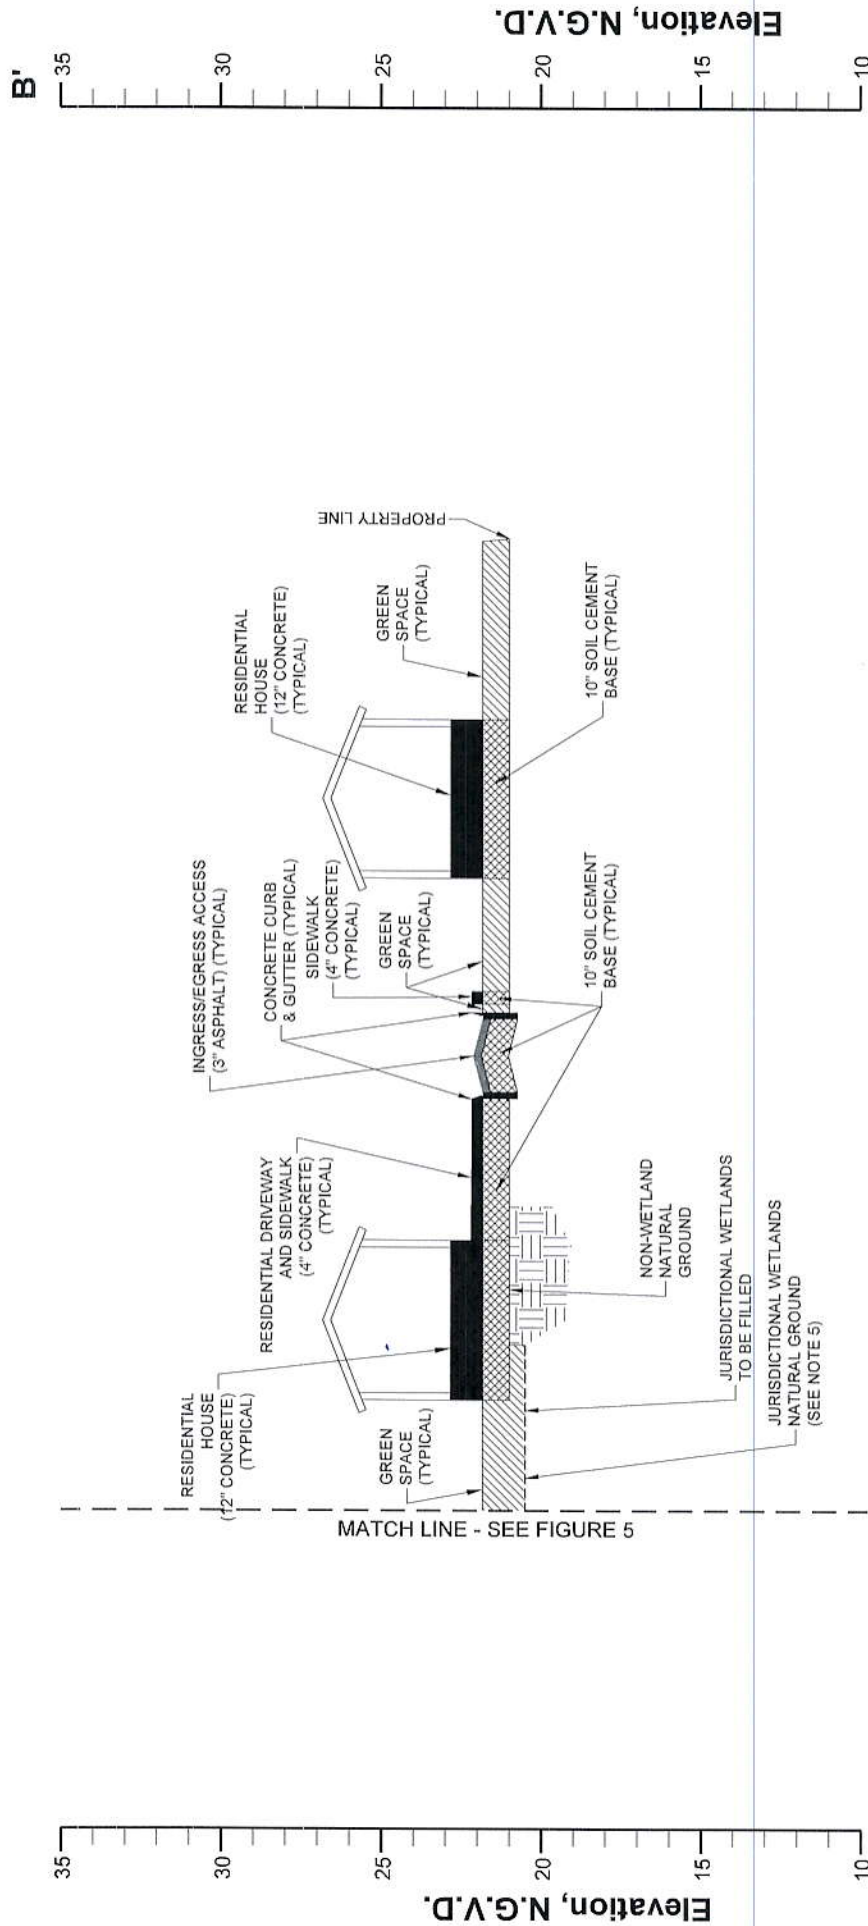 B'
Elevation, N.G.V.D.
35
30
25
20
15
10
Elevation, N.G.V.D.
35
30
25
20
15
10
MATCH LINE - SEE FIGURE 5
RESIDENTIAL
HOUSE
(12" CONCRETE)
(TYPICAL)
GREEN
SPACE
(TYPICAL)
RESIDENTIAL DRIVEWAY
AND SIDEWALK
(4" CONCRETE)
(TYPICAL)
INGRESS/EGRESS ACCESS
(3" ASPHALT) (TYPICAL)
CONCRETE CURB
& GUTTER (TYPICAL)
SIDEWALK
(4" CONCRETE)
(TYPICAL)
GREEN
SPACE
(TYPICAL)
RESIDENTIAL
HOUSE
(12" CONCRETE)
(TYPICAL)
GREEN
SPACE
(TYPICAL)
PROPERTY LINE
10" SOIL CEMENT
BASE (TYPICAL)
10" SOIL CEMENT
BASE (TYPICAL)
NON-WETLAND
NATURAL
GROUND
JURISDICTIONAL WETLANDS
TO BE FILLED
JURISDICTIONAL WETLANDS
NATURAL GROUND
(SEE NOTE 5)